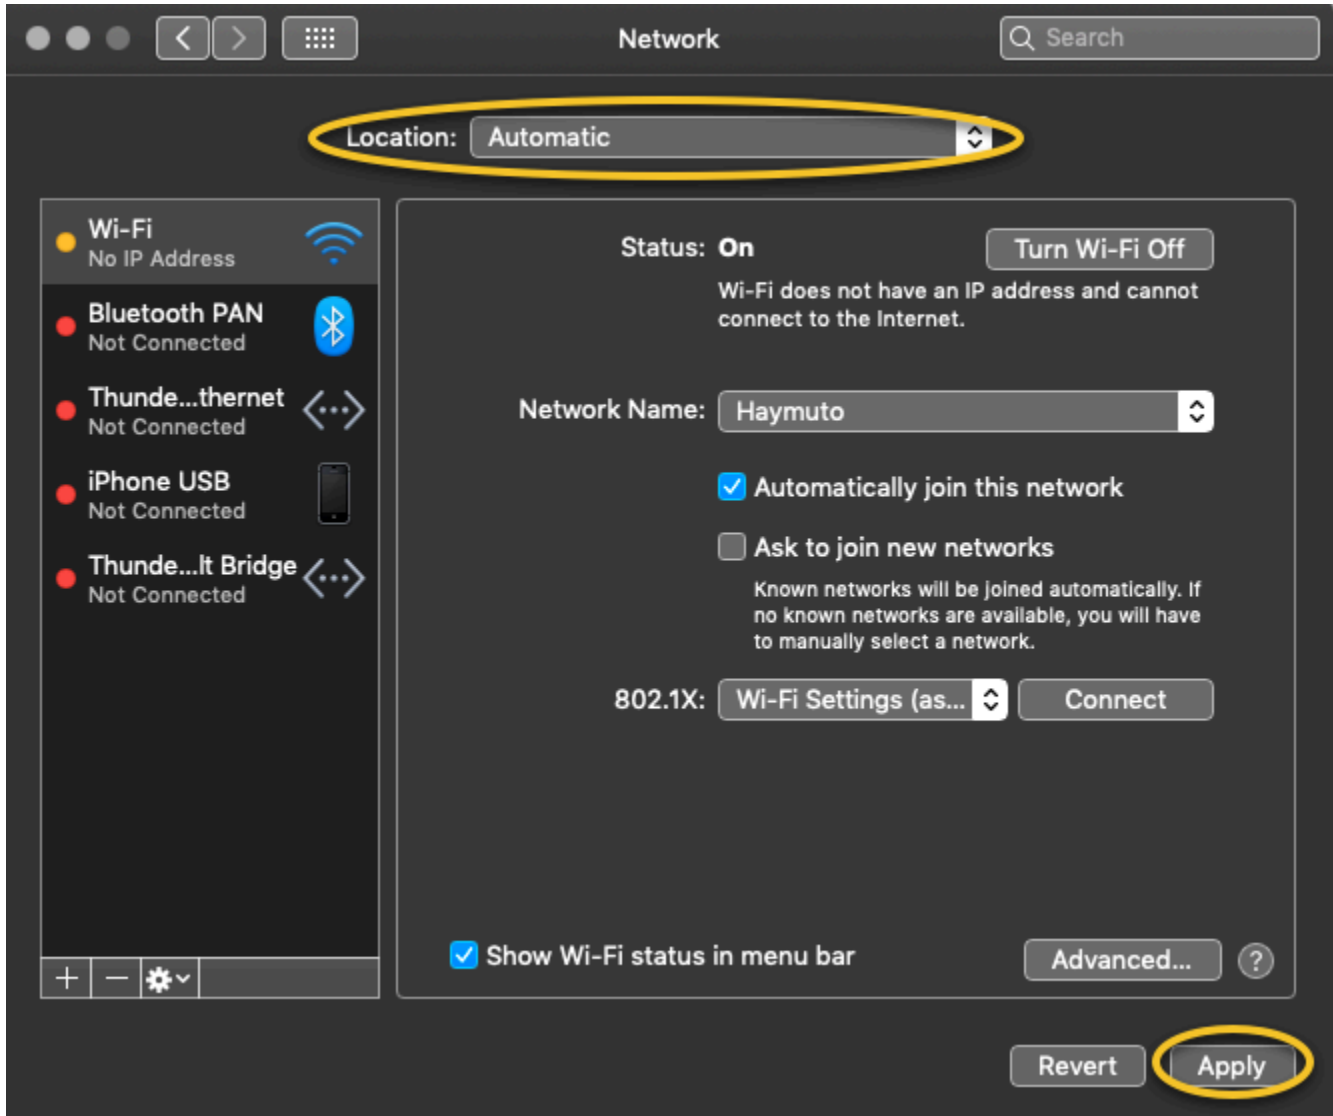 Network
Search
Location: Automatic
Wi-Fi
No IP Address
Bluetooth PAN
Not Connected
Thunde...thernet
Not Connected
iPhone USB
Not Connected
Thunde...lt Bridge
Not Connected
Status: On
Turn Wi-Fi Off
Wi-Fi does not have an IP address and cannot
connect to the Internet.
Network Name: Haymuto
Automatically join this network
Ask to join new networks
Known networks will be joined automatically. If
no known networks are available, you will have
to manually select a network.
802.1X: Wi-Fi Settings (as... Connect
Show Wi-Fi status in menu bar
Advanced... ?
Revert
Apply